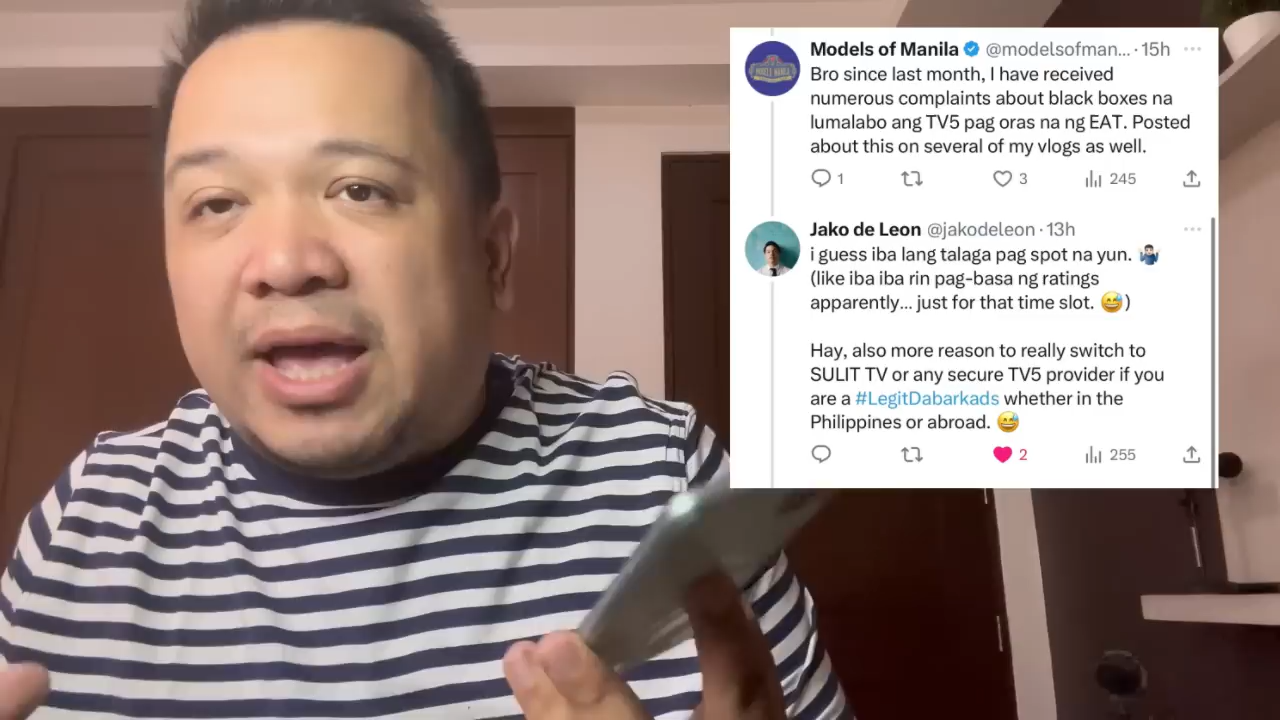 Models of Manila @modelsofman... · 15h
Bro since last month, I have received
numerous complaints about black boxes na
lumalabo ang TV5 pag oras na ng EAT. Posted
about this on several of my vlogs as well.
1 3 245
Jako de Leon @jakodeleon · 13h
i guess iba lang talaga pag spot na yun. 🤷🏻‍♂️
(like iba iba rin pag-basa ng ratings
apparently... just for that time slot. 😅)
Hay, also more reason to really switch to
SULIT TV or any secure TV5 provider if you
are a #LegitDabarkads whether in the
Philippines or abroad. 😅
2 255